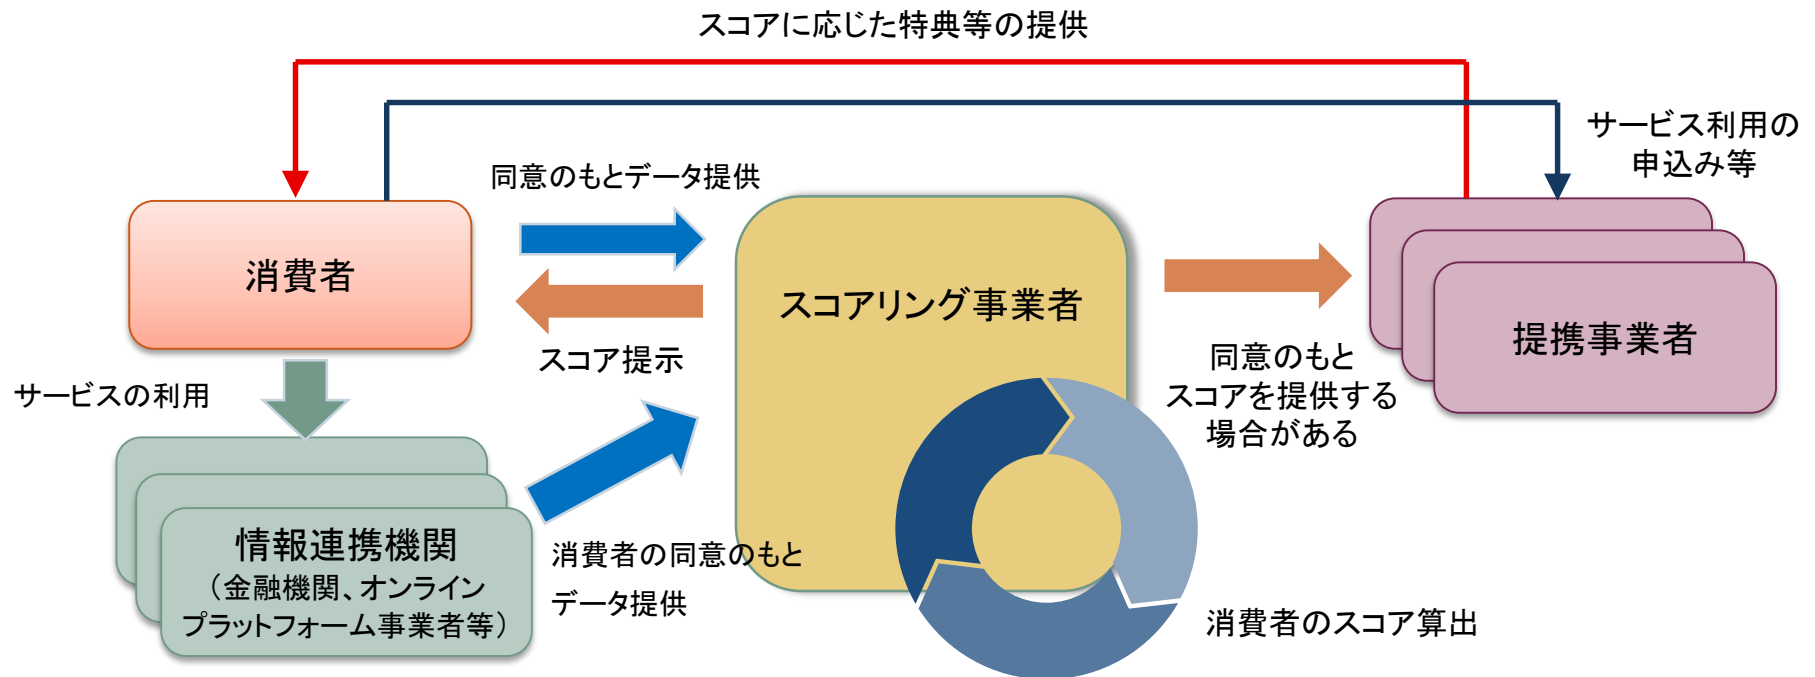 スコアに応じた特典等の提供
サービス利用の
申込み等
同意のもとデータ提供
消費者
スコアリング事業者
提携事業者
スコア提示
同意のもと
スコアを提供する
場合がある
サービスの利用
情報連携機関
（金融機関、オンライン
プラットフォーム事業者等）
消費者の同意のもと
データ提供
消費者のスコア算出